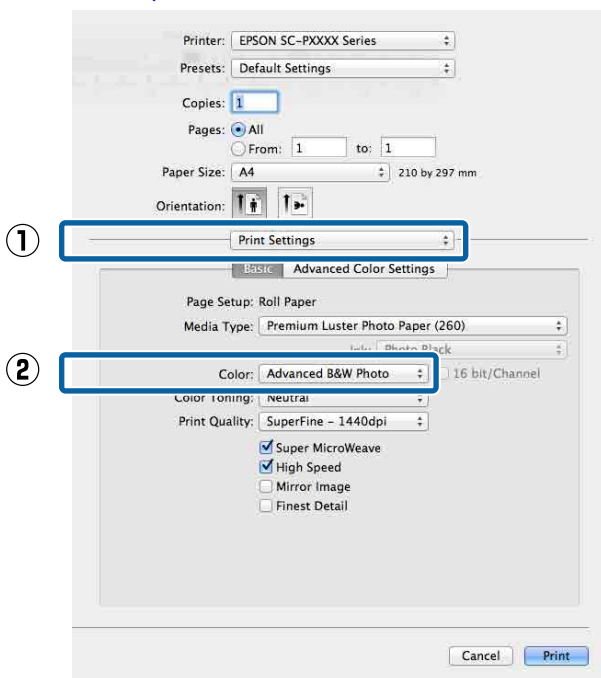 Printer: EPSON SC-PXXXX Series
Presets: Default Settings
Copies: 1
Pages: All
From: 1 to: 1
Paper Size: A4 210 by 297 mm
Orientation:
1 Print Settings
Basic Advanced Color Settings
Page Setup: Roll Paper
Media Type: Premium Luster Photo Paper (260)
Ink: Photo Black
2 Color: Advanced B&W Photo 16 bit/Channel
Color Toning: Neutral
Print Quality: SuperFine - 1440dpi
Super MicroWeave
High Speed
Mirror Image
Finest Detail
Cancel Print